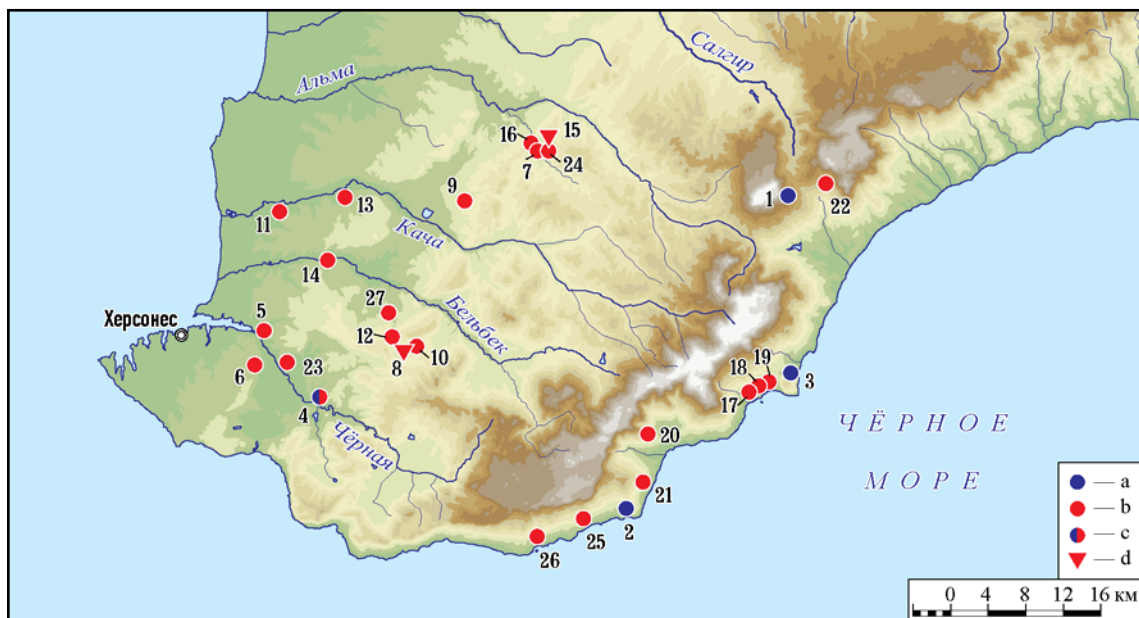 Салгир
Альма
16
15
7
24
9
1
22
13
11
Кача
14
Херсонес
5
27
Бельбек
12
10
8
6
23
4
Чёрная
18
19
3
17
20
ЧЁРНОЕ
МОРЕ
21
2
25
26
— a
— b
— c
— d
0 4 8 12 16 км